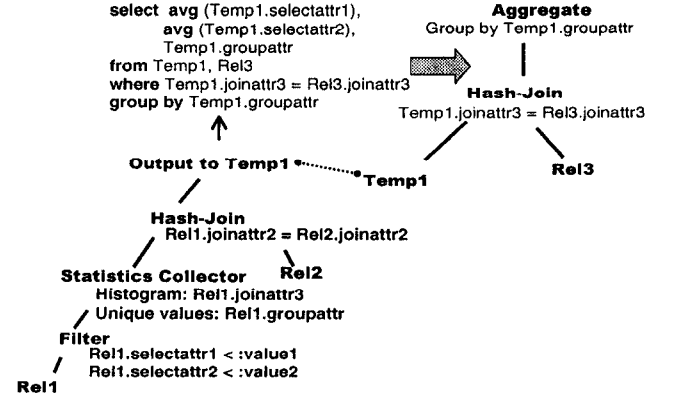 select avg (Temp1.selectattr1),
avg (Temp1.selectattr2),
Temp1.groupattr
from Temp1, Rel3
where Temp1.joinattr3 = Rel3.joinattr3
group by Temp1.groupattr
Aggregate
Group by Temp1.groupattr
Hash-Join
Temp1.joinattr3 = Rel3.joinattr3
Temp1
Rel3
Output to Temp1
Hash-Join
Rel1.joinattr2 = Rel2.joinattr2
Statistics Collector
Rel2
Histogram: Rel1.joinattr3
Unique values: Rel1.groupattr
Filter
Rel1.selectattr1 < :value1
Rel1.selectattr2 < :value2
Rel1